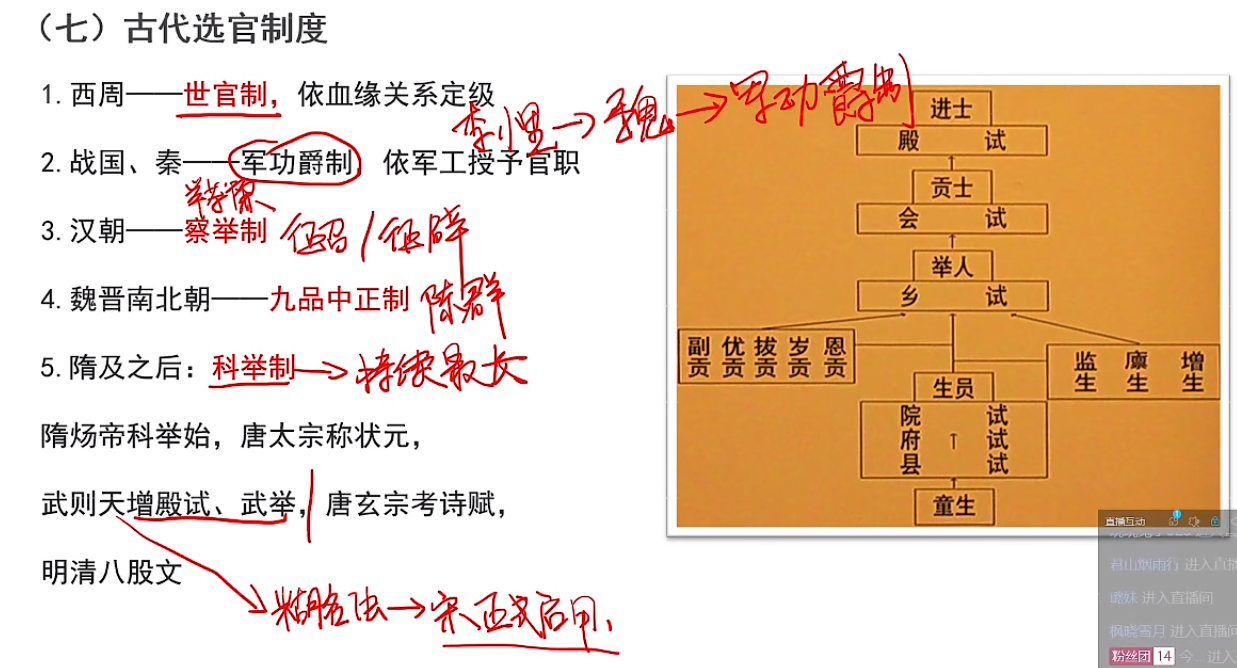 （七）古代选官制度
1. 西周——世官制，依血缘关系定级
李悝→魏→军功爵制
2. 战国、秦——军功爵制，依军工授予官职
举孝廉
3. 汉朝——察举制 征召/征辟
4. 魏晋南北朝——九品中正制 陈群
5. 隋及之后：科举制→持续最长
隋炀帝科举始，唐太宗称状元，
武则天增殿试、武举，唐玄宗考诗赋，
明清八股文
糊名法→宋正式启用、
进士
殿 试
↑
贡士
会 试
↑
举人
乡 试
副贡 优贡 拔贡 岁贡 恩贡
监生 廪生 增生
生员
院 试
府 ↑ 试
县 试
童生
直播互动
1
君山烟雨行 进入直播
璐妹 进入直播间
枫晓雪月 进入直播间
粉丝团 14 今...进入